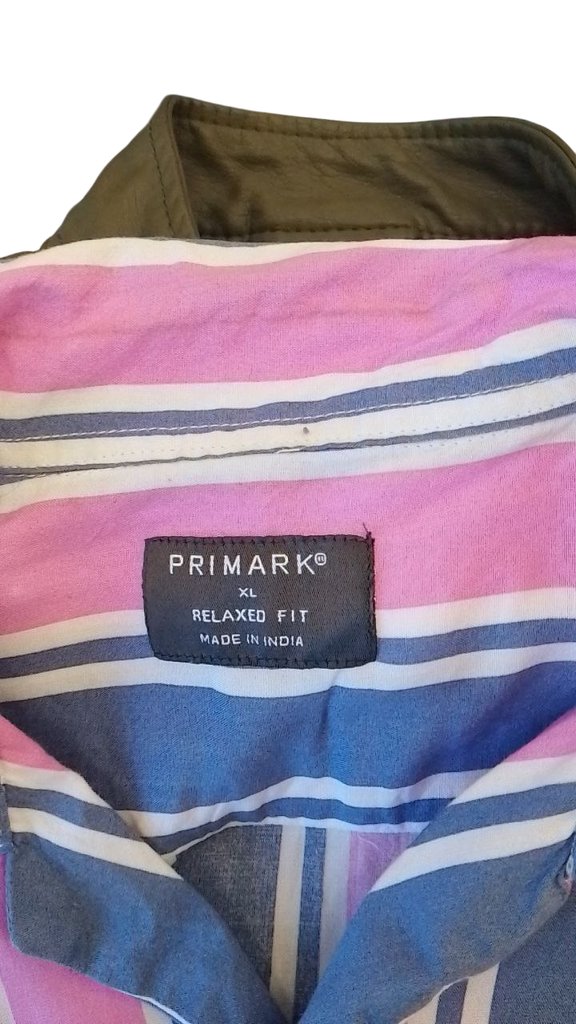 PRIMARK®
XL
RELAXED FIT
MADE IN INDIA